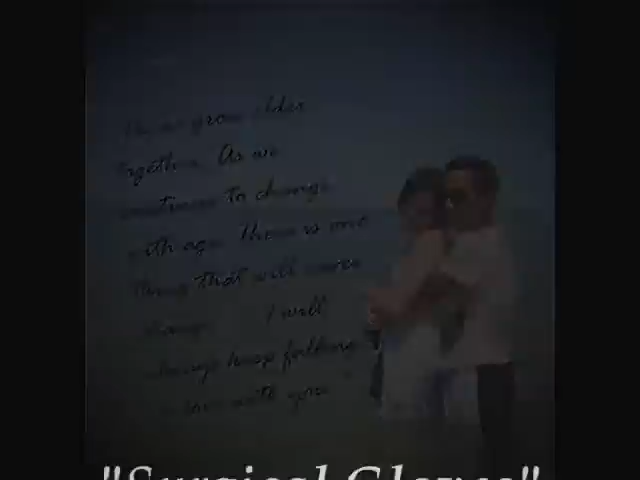 As we grow older
together. As we
continue to change
with age. There is one
thing that will never
change I will
always keep falling
in love with you
"Surgical Gloves"